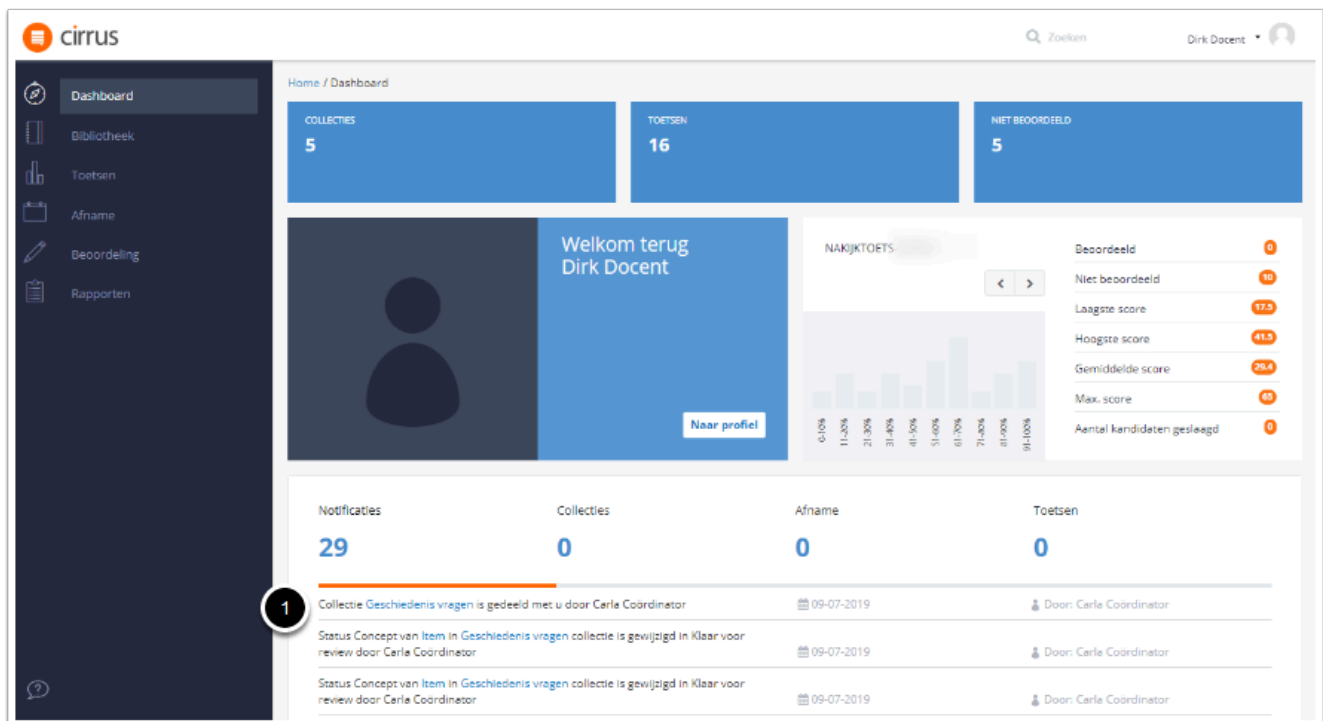 cirrus
Zoeken
Dirk Docent
Dashboard
Bibliotheek
Toetsen
Afname
Beoordeling
Rapporten
Home / Dashboard
COLLECTIES
5
TOETSEN
16
NIET BEOORDEELD
5
Welkom terug
Dirk Docent
Naar profiel
NAKIJKTOETS-
0-10%
11-20%
21-30%
31-40%
41-50%
51-60%
61-70%
71-80%
81-90%
91-100%
Beoordeeld 0
Niet beoordeeld 10
Laagste score 17.5
Hoogste score 41.5
Gemiddelde score 29.4
Max. score 65
Aantal kandidaten geslaagd 0
Notificaties Collecties Afname Toetsen
29 0 0 0
1
Collectie Geschiedenis vragen is gedeeld met u door Carla Coördinator 09-07-2019 Door: Carla Coördinator
Status Concept van Item in Geschiedenis vragen collectie is gewijzigd in Klaar voor
review door Carla Coördinator 09-07-2019 Door: Carla Coördinator
Status Concept van Item in Geschiedenis vragen collectie is gewijzigd in Klaar voor
review door Carla Coördinator 09-07-2019 Door: Carla Coördinator
?